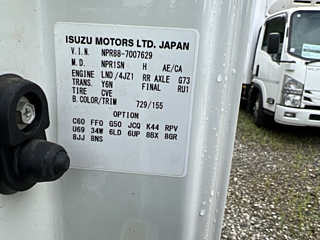 ISUZU MOTORS LTD. JAPAN
V.I.N. NPR88-7007629
M.D. NPR1SN H AE/CA
ENGINE LND /4JZ1 RR AXLE G73
TRANS. Y6N FINAL RU1
TIRE CVE
B.COLOR/TRIM 729/155
OPTION
C60 FFO G50 JCQ K44 RPV
U69 34W 6LD 6UP 8BX 8GR
8JJ 8NS